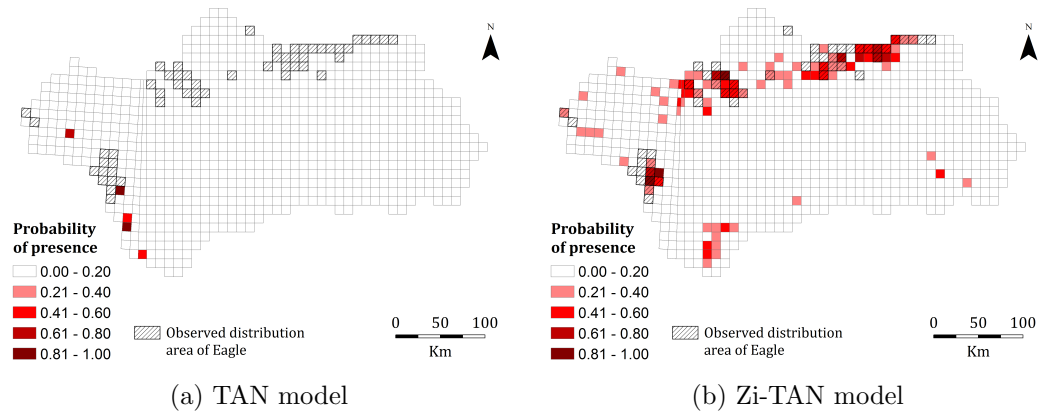 N
Probability
of presence
0.00 - 0.20
0.21 - 0.40
0.41 - 0.60
0.61 - 0.80
0.81 - 1.00
Observed distribution
area of Eagle
0 50 100
Km
(a) TAN model
N
Probability
of presence
0.00 - 0.20
0.21 - 0.40
0.41 - 0.60
0.61 - 0.80
0.81 - 1.00
Observed distribution
area of Eagle
0 50 100
Km
(b) Zi-TAN model